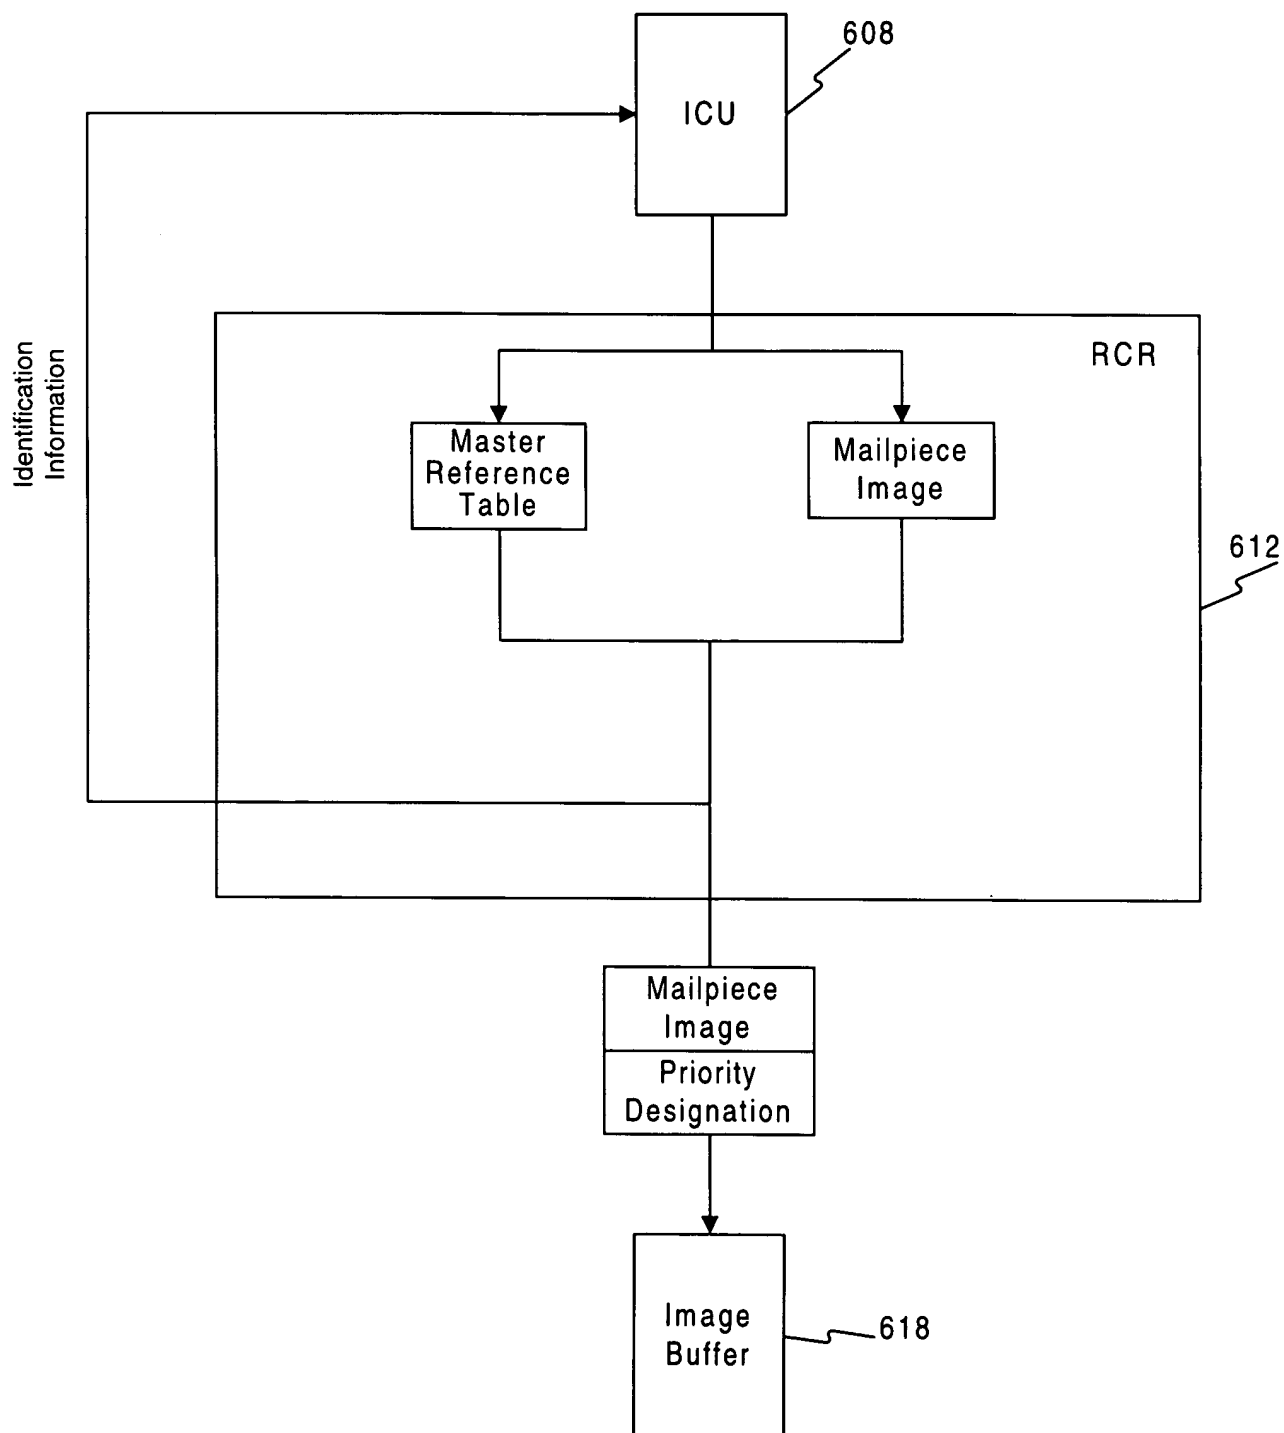 608
ICU
RCR
Identification
Information
Master
Reference
Table
Mailpiece
Image
612
Mailpiece
Image
Priority
Designation
Image
Buffer
618